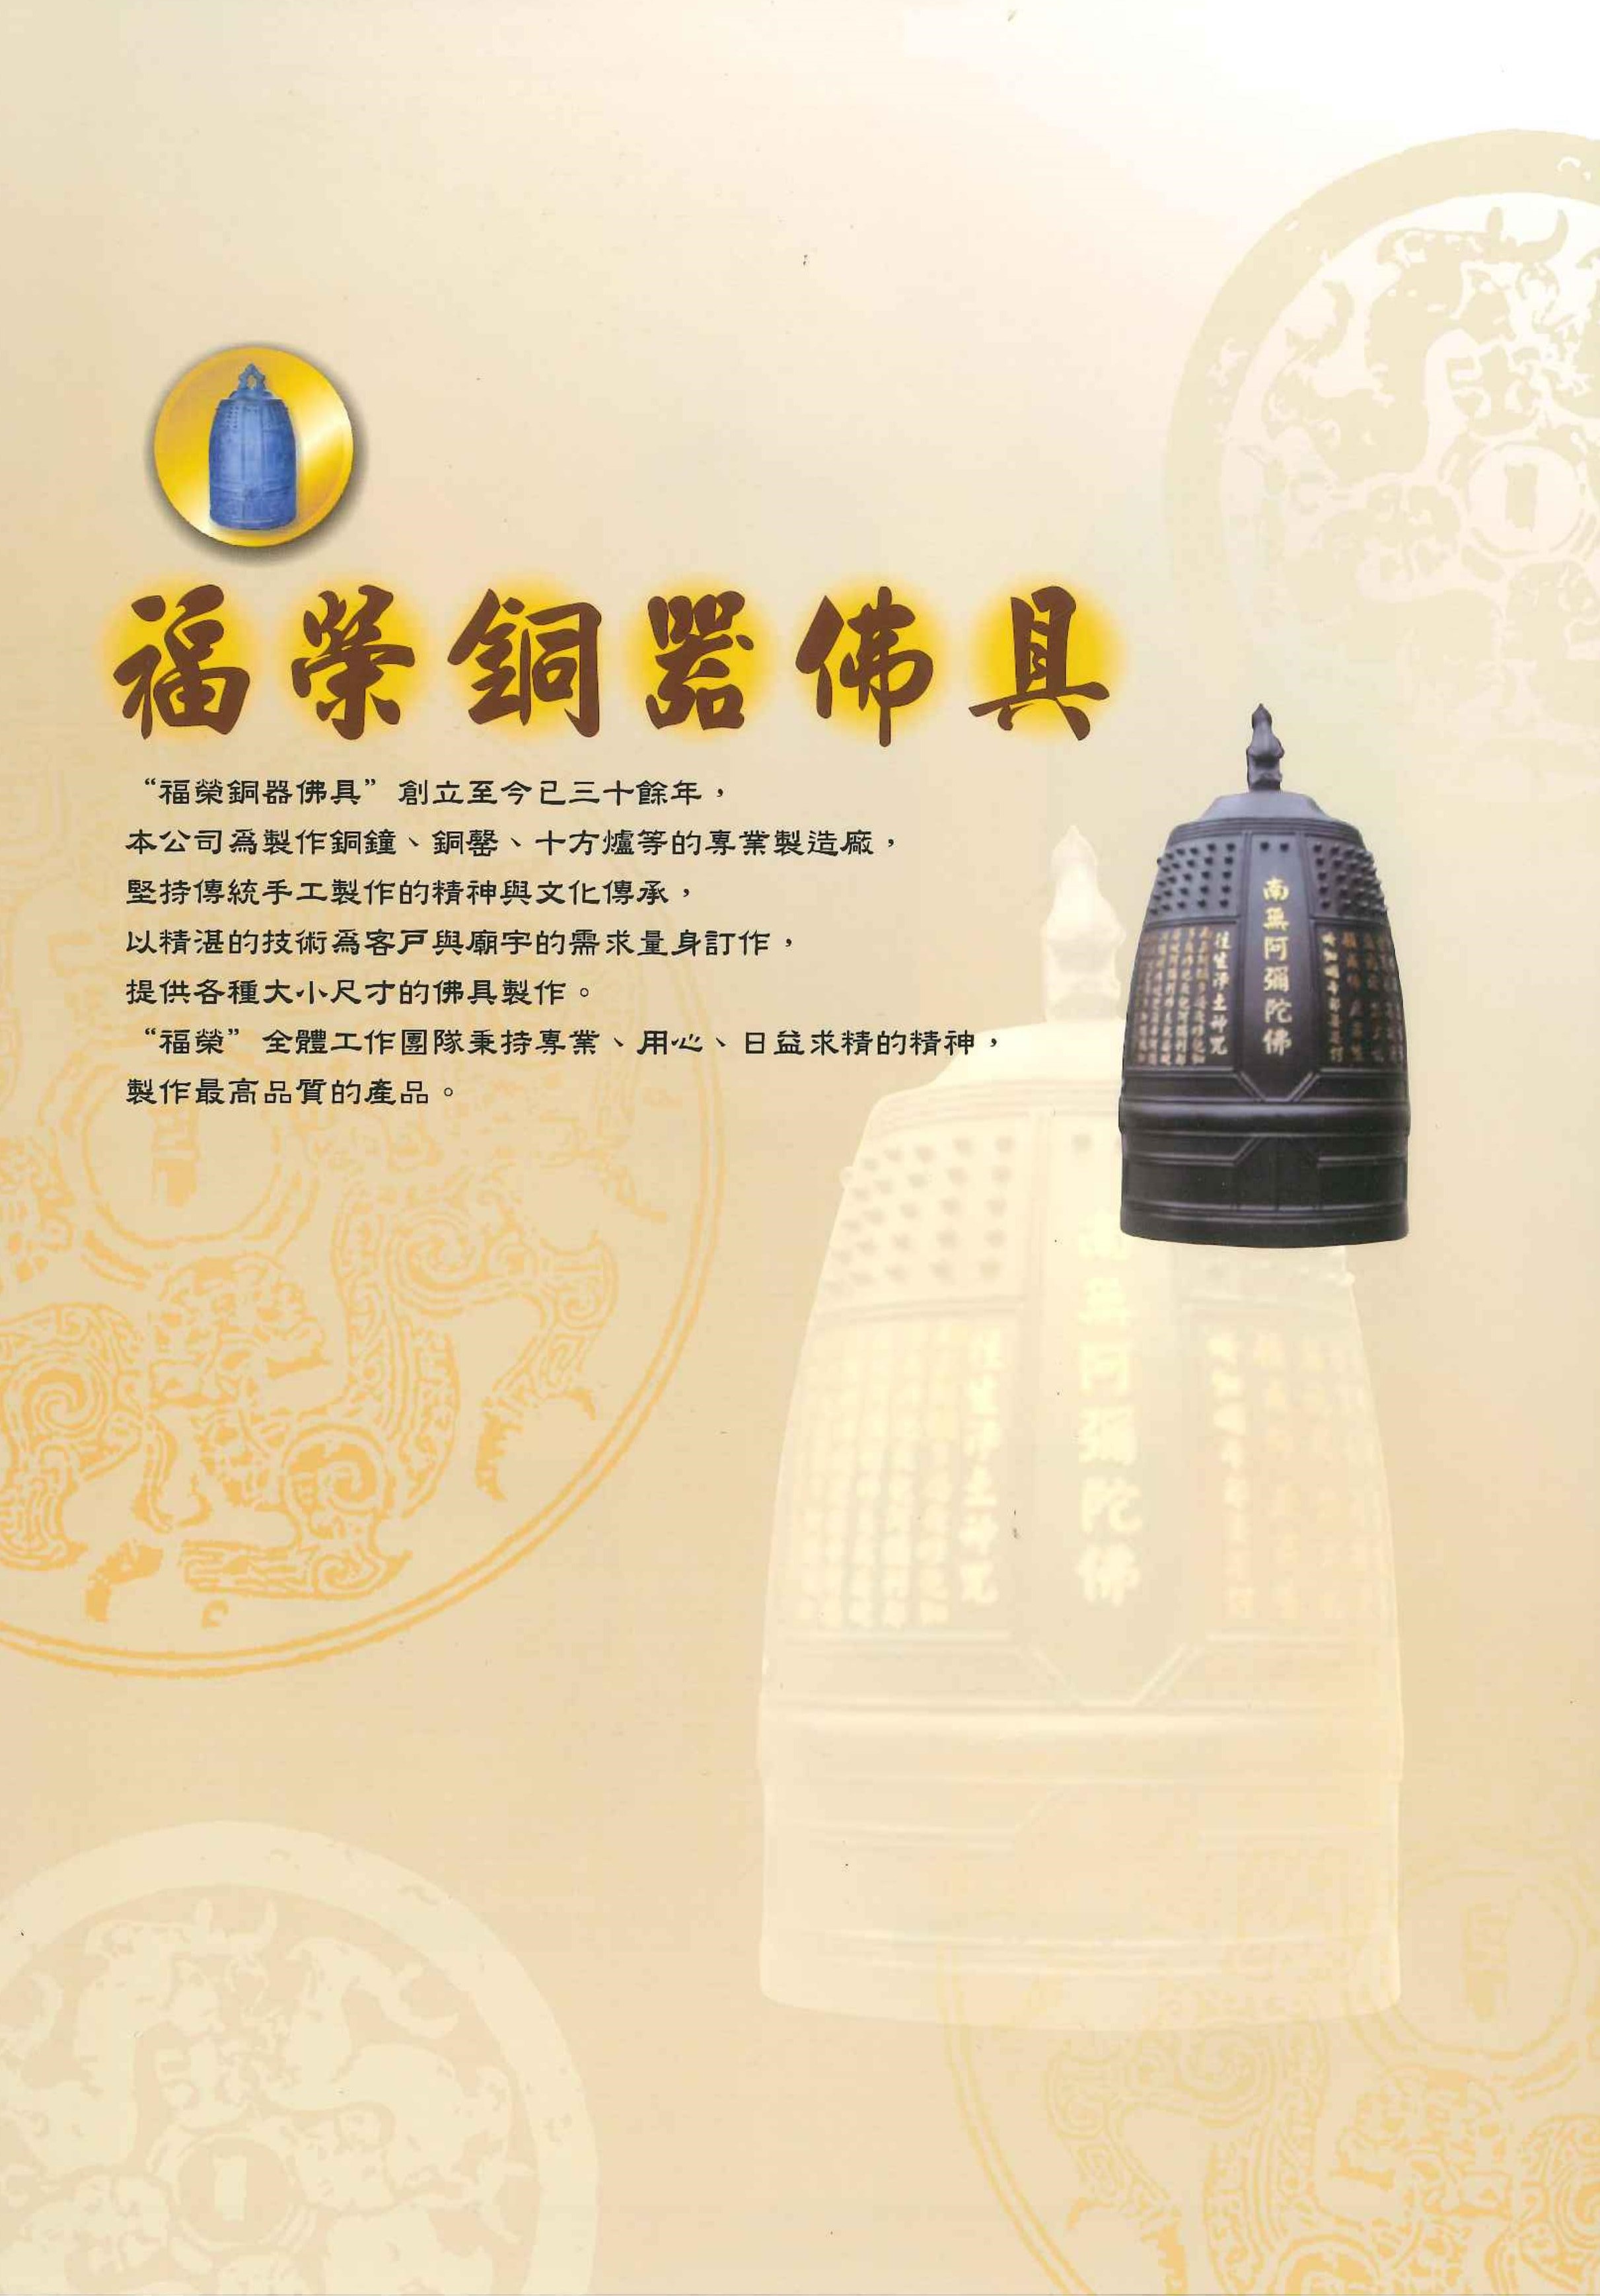 福榮銅器佛具
“福榮銅器佛具”創立至今已三十餘年，
本公司為製作銅鐘、銅罄、十方爐等的專業製造廠，
堅持傳統手工製作的精神與文化傳承，
以精湛的技術為客戶與廟宇的需求量身訂作，
提供各種大小尺寸的佛具製作。
“福榮”全體工作團隊秉持專業、用心、日益求精的精神，
製作最高品質的產品。
南無阿彌陀佛
往生淨土神咒